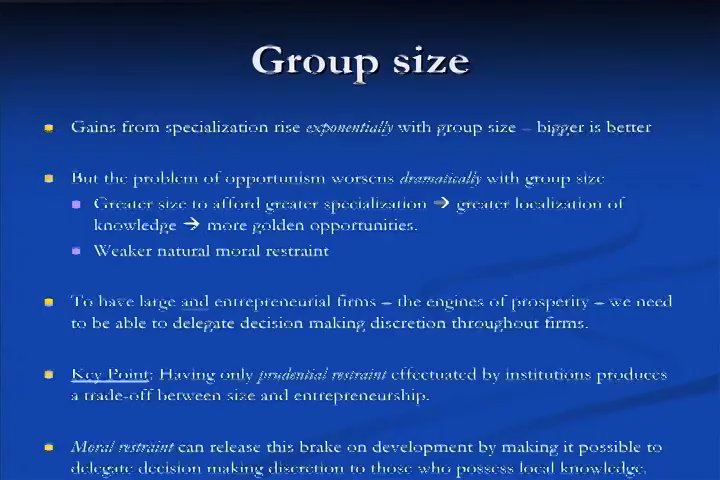 Group size
Gains from specialization rise exponentially with group size – bigger is better
But the problem of opportunism worsens dramatically with group size
Greater size to afford greater specialization → greater localization of
knowledge → more golden opportunities.
Weaker natural moral restraint
To have large and entrepreneurial firms – the engines of prosperity – we need
to be able to delegate decision making discretion throughout firms.
Key Point: Having only prudential restraint effectuated by institutions produces
a trade-off between size and entrepreneurship.
Moral restraint can release this brake on development by making it possible to
delegate decision making discretion to those who possess local knowledge.